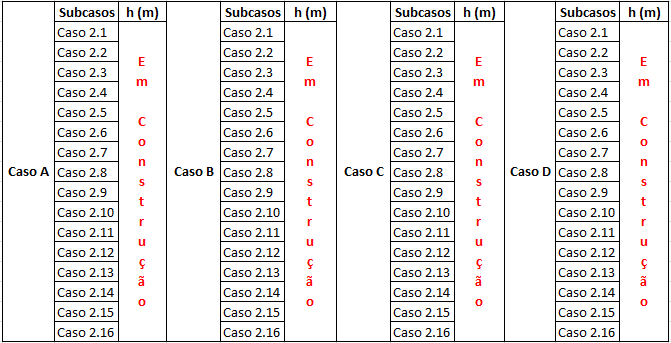 Subcasos h (m) Subcasos h (m) Subcasos h (m) Subcasos h (m)
Caso 2.1 Caso 2.1 Caso 2.1 Caso 2.1
Caso 2.2 E Caso 2.2 E Caso 2.2 E Caso 2.2 E
Caso 2.3 m Caso 2.3 m Caso 2.3 m Caso 2.3 m
Caso 2.4 Caso 2.4 Caso 2.4 Caso 2.4
Caso 2.5 C Caso 2.5 C Caso 2.5 C Caso 2.5 C
Caso 2.6 o Caso 2.6 o Caso 2.6 o Caso 2.6 o
Caso 2.7 n Caso 2.7 n Caso 2.7 n Caso 2.7 n
Caso A Caso 2.8 s Caso B Caso 2.8 s Caso C Caso 2.8 s Caso D Caso 2.8 s
Caso 2.9 t Caso 2.9 t Caso 2.9 t Caso 2.9 t
Caso 2.10 r Caso 2.10 r Caso 2.10 r Caso 2.10 r
Caso 2.11 u Caso 2.11 u Caso 2.11 u Caso 2.11 u
Caso 2.12 ç Caso 2.12 ç Caso 2.12 ç Caso 2.12 ç
Caso 2.13 ã Caso 2.13 ã Caso 2.13 ã Caso 2.13 ã
Caso 2.14 o Caso 2.14 o Caso 2.14 o Caso 2.14 o
Caso 2.15 Caso 2.15 Caso 2.15 Caso 2.15
Caso 2.16 Caso 2.16 Caso 2.16 Caso 2.16